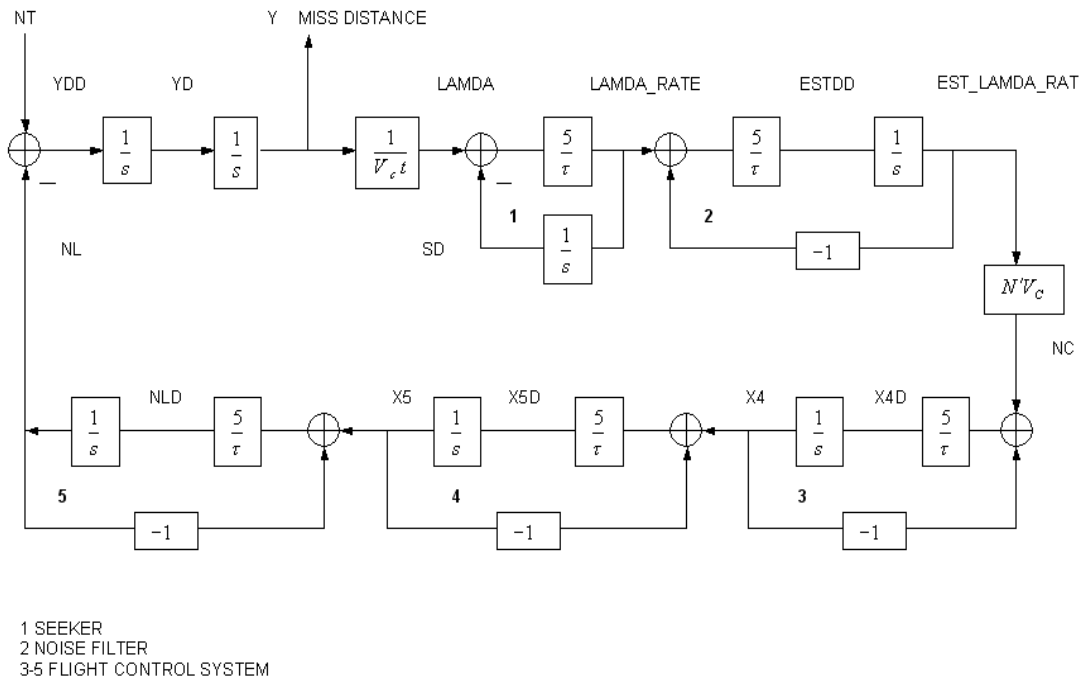 NT
Y MISS DISTANCE
YDD
YD
LAMDA
LAMDA_RATE
ESTDD
EST_LAMDA_RAT
1/s
1/s
1/(V_c t)
5/τ
5/τ
1/s
1
2
NL
SD
1/s
−1
N'V_C
NC
NLD
X5
X5D
X4
X4D
1/s
5/τ
1/s
5/τ
1/s
5/τ
5
4
3
−1
−1
−1
1 SEEKER
2 NOISE FILTER
3-5 FLIGHT CONTROL SYSTEM